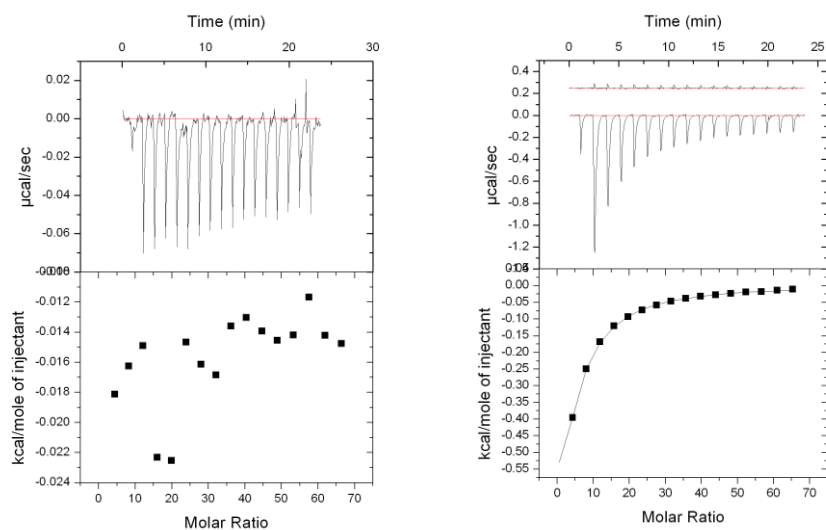 Time (min)
0 10 20 30
0.02
0.00
-0.02
-0.04
-0.06
µcal/sec
-0.012
-0.014
-0.016
-0.018
-0.020
-0.022
-0.024
kcal/mole of injectant
0 10 20 30 40 50 60 70
Molar Ratio
Time (min)
0 5 10 15 20 25
0.4
0.2
0.0
-0.2
-0.4
-0.6
-0.8
-1.0
-1.2
µcal/sec
0.00
-0.05
-0.10
-0.15
-0.20
-0.25
-0.30
-0.35
-0.40
-0.45
-0.50
-0.55
kcal/mole of injectant
0 10 20 30 40 50 60 70
Molar Ratio